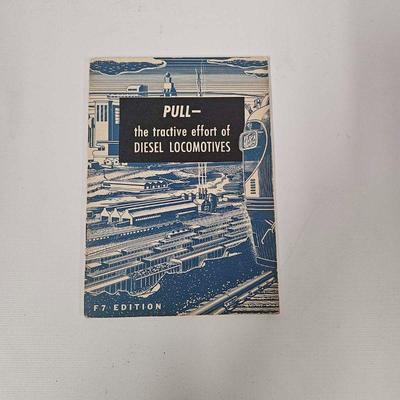 PULL—
the tractive effort of
DIESEL LOCOMOTIVES
F7 EDITION